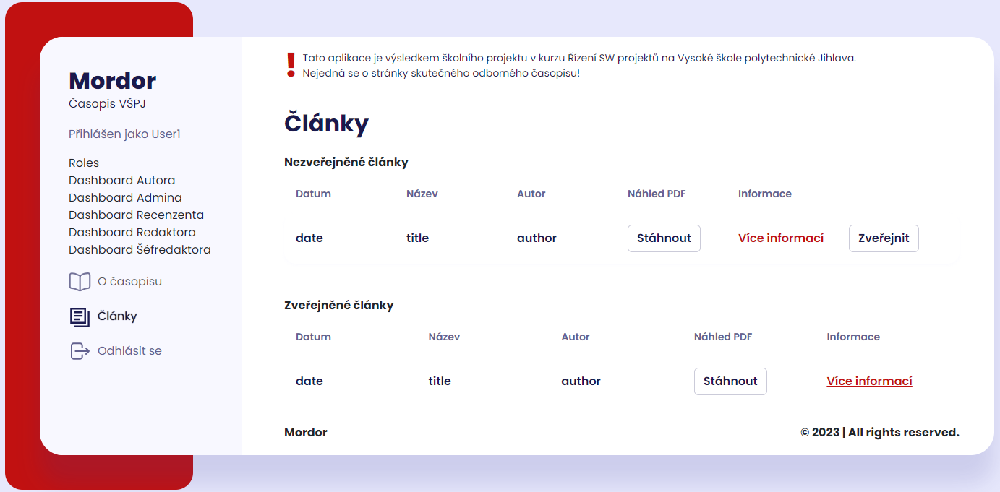 Mordor
Časopis VŠPJ
Přihlášen jako User1
Roles
Dashboard Autora
Dashboard Admina
Dashboard Recenzenta
Dashboard Redaktora
Dashboard Šéfredaktora
O časopisu
Články
Odhlásit se
Tato aplikace je výsledkem školního projektu v kurzu Řízení SW projektů na Vysoké škole polytechnické Jihlava.
Nejedná se o stránky skutečného odborného časopisu!
Články
Nezveřejněné články
Datum Název Autor Náhled PDF Informace
date title author Stáhnout Více informací Zveřejnit
Zveřejněné články
Datum Název Autor Náhled PDF Informace
date title author Stáhnout Více informací
Mordor © 2023 | All rights reserved.